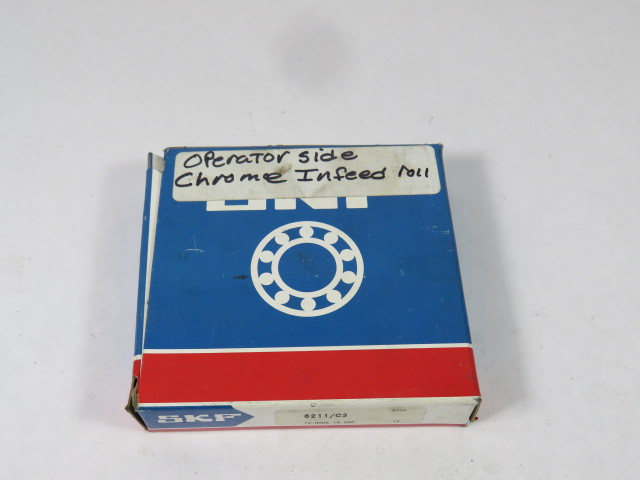 Operator side
Chrome Infeed roll
SKF
SKF
6211/C3